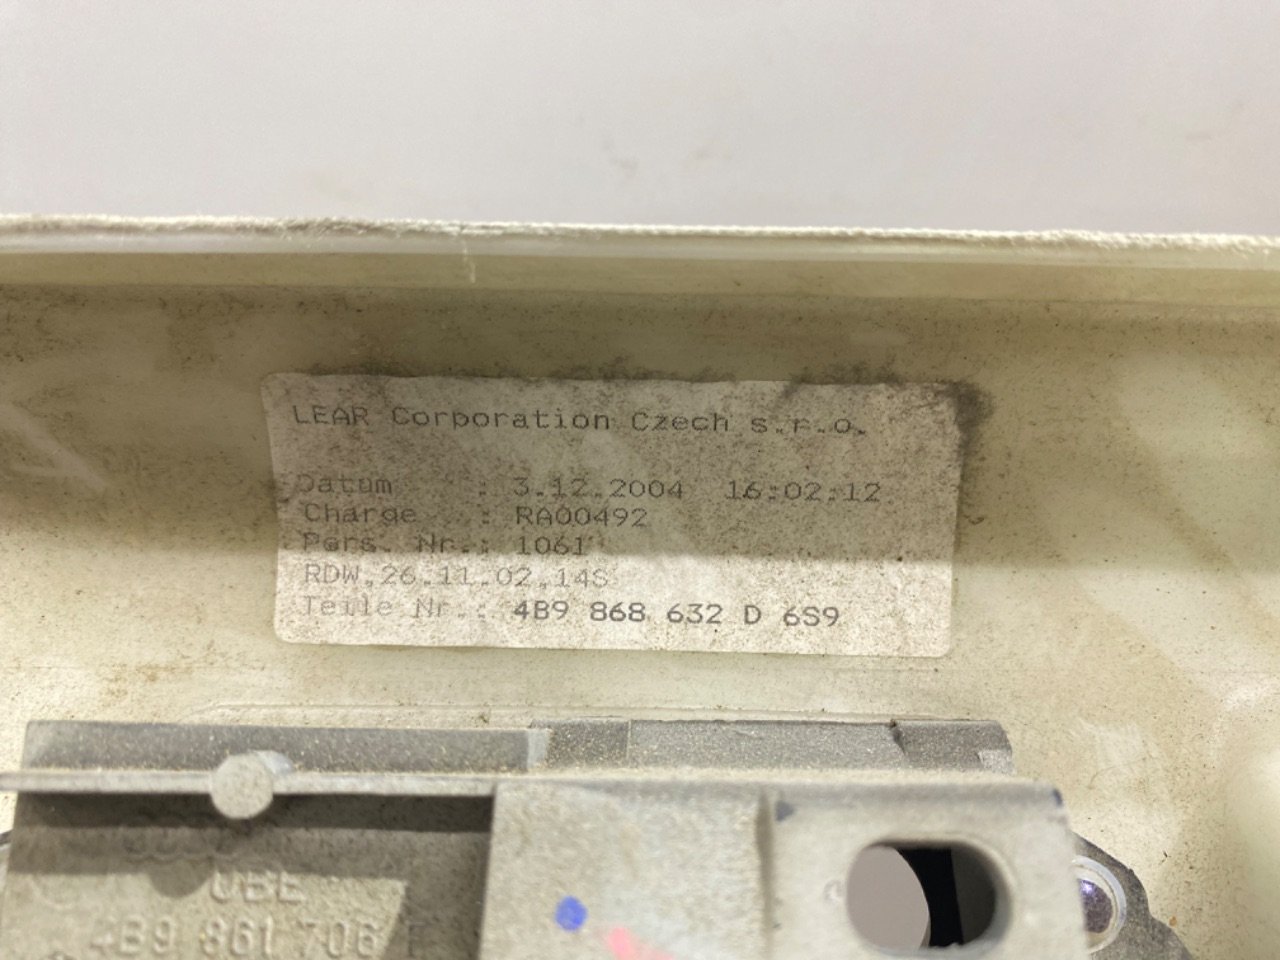 LEAR Corporation Czech s.r.o.
Datum : 3.12.2004 16:02:12
Charge : RA00492
Pers. Nr.: 1061
RDW.26.11.02.14S
Teile Nr.: 4B9 868 632 D 6S9
4B9 861 706